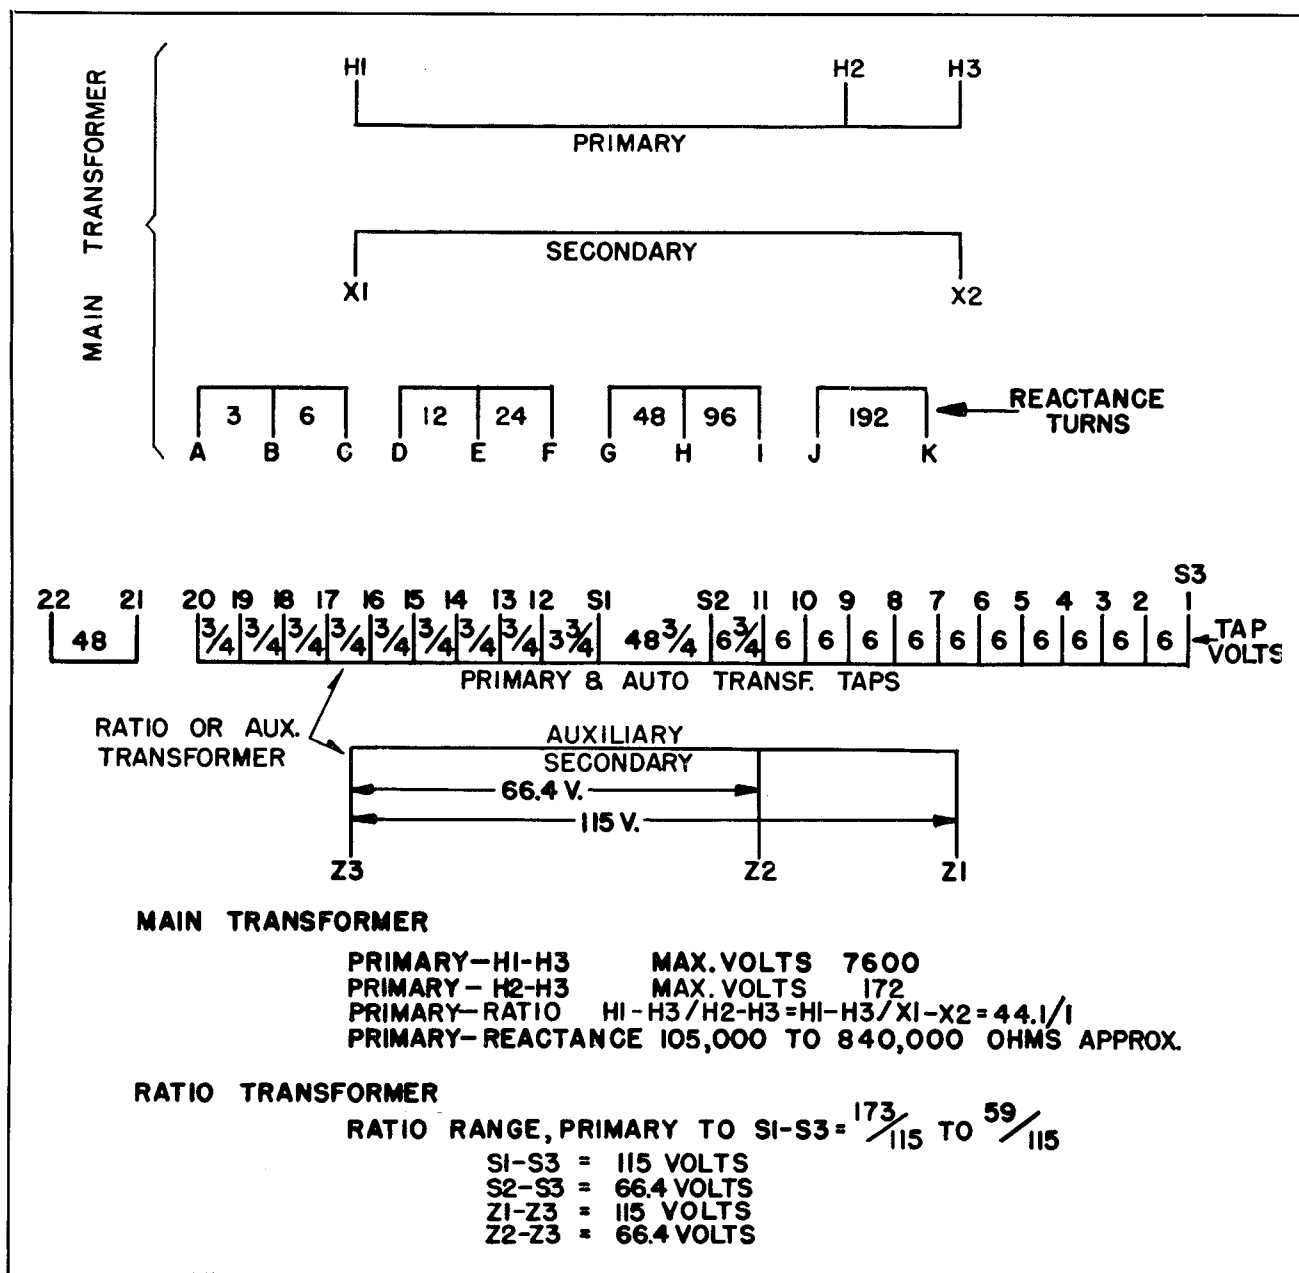 MAIN TRANSFORMER
H1 H2 H3
PRIMARY
SECONDARY
X1 X2
3 6 12 24 48 96 192
REACTANCE
TURNS
A B C D E F G H I J K
S3
22 21 20 19 18 17 16 15 14 13 12 S1 S2 11 10 9 8 7 6 5 4 3 2 1
48 3/4 3/4 3/4 3/4 3/4 3/4 3/4 3/4 3 3/4 48 3/4 6 3/4 6 6 6 6 6 6 6 6 6 6
TAP
VOLTS
PRIMARY & AUTO TRANSF. TAPS
RATIO OR AUX.
TRANSFORMER
AUXILIARY
SECONDARY
66.4 V.
115 V.
Z3 Z2 Z1
MAIN TRANSFORMER
PRIMARY-H1-H3 MAX. VOLTS 7600
PRIMARY-H2-H3 MAX. VOLTS 172
PRIMARY-RATIO H1-H3/H2-H3=H1-H3/X1-X2=44.1/1
PRIMARY-REACTANCE 105,000 TO 840,000 OHMS APPROX.
RATIO TRANSFORMER
RATIO RANGE, PRIMARY TO S1-S3= 173/115 TO 59/115
S1-S3 = 115 VOLTS
S2-S3 = 66.4 VOLTS
Z1-Z3 = 115 VOLTS
Z2-Z3 = 66.4 VOLTS